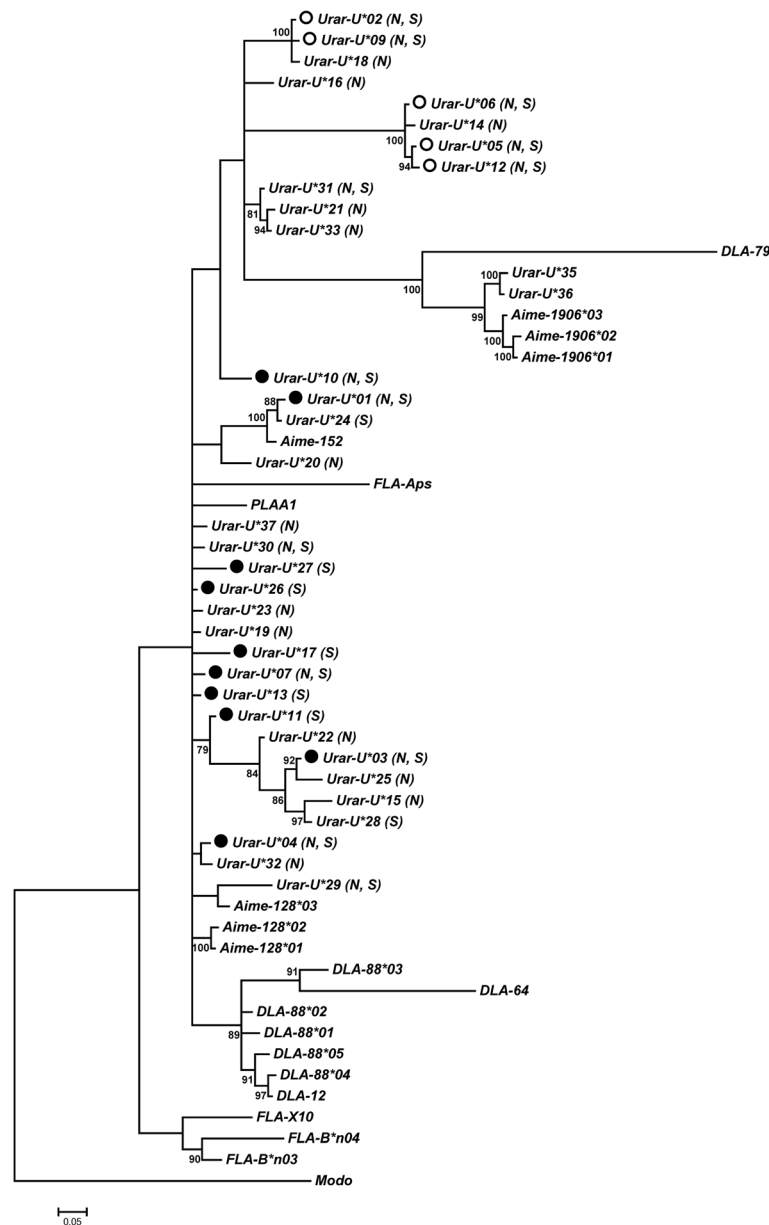 Urar-U*02 (N, S)
100
Urar-U*09 (N, S)
Urar-U*18 (N)
Urar-U*16 (N)
Urar-U*06 (N, S)
Urar-U*14 (N)
100
Urar-U*05 (N, S)
94
Urar-U*12 (N, S)
Urar-U*31 (N, S)
81
Urar-U*21 (N)
94
Urar-U*33 (N)
DLA-79
100
Urar-U*35
100
Urar-U*36
99
Aime-1906*03
100
Aime-1906*02
100
Aime-1906*01
Urar-U*10 (N, S)
88
Urar-U*01 (N, S)
100
Urar-U*24 (S)
Aime-152
Urar-U*20 (N)
FLA-Aps
PLAA1
Urar-U*37 (N)
Urar-U*30 (N, S)
Urar-U*27 (S)
Urar-U*26 (S)
Urar-U*23 (N)
Urar-U*19 (N)
Urar-U*17 (S)
Urar-U*07 (N, S)
Urar-U*13 (S)
Urar-U*11 (S)
79
Urar-U*22 (N)
84
92
Urar-U*03 (N, S)
Urar-U*25 (N)
86
Urar-U*15 (N)
97
Urar-U*28 (S)
Urar-U*04 (N, S)
Urar-U*32 (N)
Urar-U*29 (N, S)
Aime-128*03
Aime-128*02
100
Aime-128*01
91
DLA-88*03
DLA-64
DLA-88*02
89
DLA-88*01
DLA-88*05
91
DLA-88*04
97
DLA-12
FLA-X10
FLA-B*n04
90
FLA-B*n03
Modo
0.05